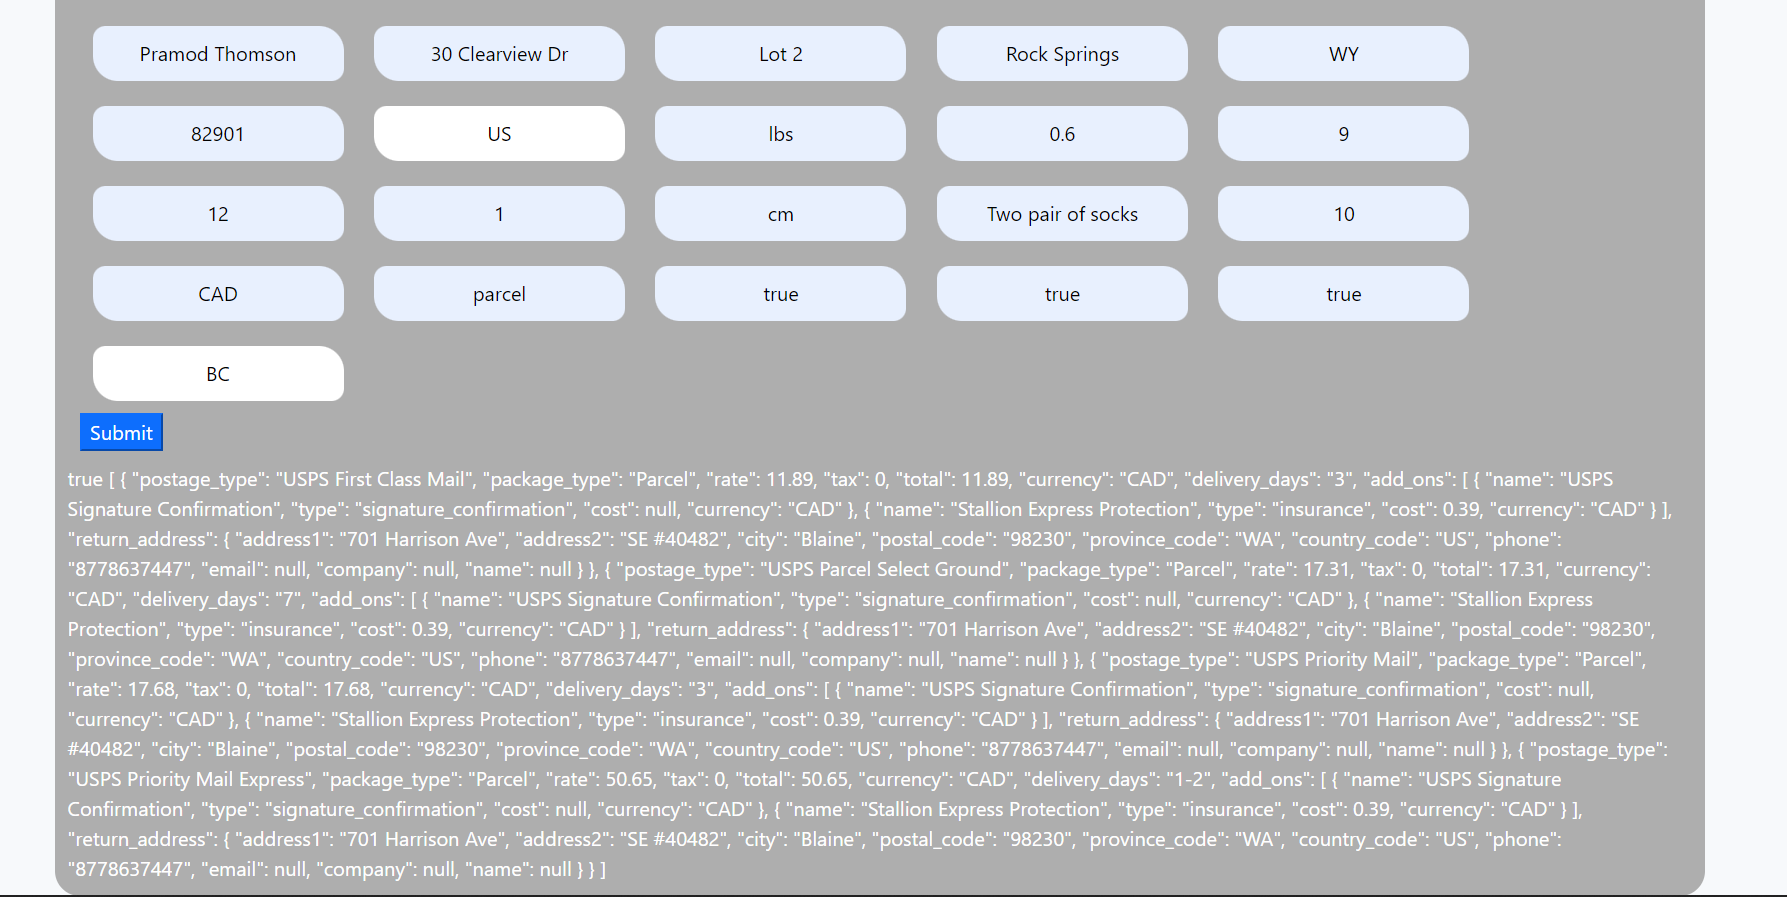 Pramod Thomson 30 Clearview Dr Lot 2 Rock Springs WY
82901 US lbs 0.6 9
12 1 cm Two pair of socks 10
CAD parcel true true true
BC
Submit
true [ { "postage_type": "USPS First Class Mail", "package_type": "Parcel", "rate": 11.89, "tax": 0, "total": 11.89, "currency": "CAD", "delivery_days": "3", "add_ons": [ { "name": "USPS
Signature Confirmation", "type": "signature_confirmation", "cost": null, "currency": "CAD" }, { "name": "Stallion Express Protection", "type": "insurance", "cost": 0.39, "currency": "CAD" } ],
"return_address": { "address1": "701 Harrison Ave", "address2": "SE #40482", "city": "Blaine", "postal_code": "98230", "province_code": "WA", "country_code": "US", "phone":
"8778637447", "email": null, "company": null, "name": null } }, { "postage_type": "USPS Parcel Select Ground", "package_type": "Parcel", "rate": 17.31, "tax": 0, "total": 17.31, "currency":
"CAD", "delivery_days": "7", "add_ons": [ { "name": "USPS Signature Confirmation", "type": "signature_confirmation", "cost": null, "currency": "CAD" }, { "name": "Stallion Express
Protection", "type": "insurance", "cost": 0.39, "currency": "CAD" } ], "return_address": { "address1": "701 Harrison Ave", "address2": "SE #40482", "city": "Blaine", "postal_code": "98230",
"province_code": "WA", "country_code": "US", "phone": "8778637447", "email": null, "company": null, "name": null } }, { "postage_type": "USPS Priority Mail", "package_type": "Parcel",
"rate": 17.68, "tax": 0, "total": 17.68, "currency": "CAD", "delivery_days": "3", "add_ons": [ { "name": "USPS Signature Confirmation", "type": "signature_confirmation", "cost": null,
"currency": "CAD" }, { "name": "Stallion Express Protection", "type": "insurance", "cost": 0.39, "currency": "CAD" } ], "return_address": { "address1": "701 Harrison Ave", "address2": "SE
#40482", "city": "Blaine", "postal_code": "98230", "province_code": "WA", "country_code": "US", "phone": "8778637447", "email": null, "company": null, "name": null } }, { "postage_type":
"USPS Priority Mail Express", "package_type": "Parcel", "rate": 50.65, "tax": 0, "total": 50.65, "currency": "CAD", "delivery_days": "1-2", "add_ons": [ { "name": "USPS Signature
Confirmation", "type": "signature_confirmation", "cost": null, "currency": "CAD" }, { "name": "Stallion Express Protection", "type": "insurance", "cost": 0.39, "currency": "CAD" } ],
"return_address": { "address1": "701 Harrison Ave", "address2": "SE #40482", "city": "Blaine", "postal_code": "98230", "province_code": "WA", "country_code": "US", "phone":
"8778637447", "email": null, "company": null, "name": null } } ]